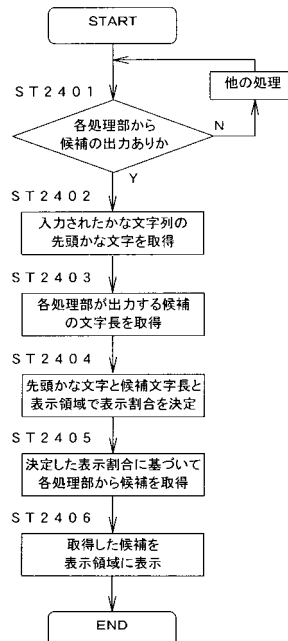 START
他の処理
ST2401
各処理部から
候補の出力ありか
N
Y
ST2402
入力されたかな文字列の
先頭かな文字を取得
ST2403
各処理部が出力する候補
の文字長を取得
ST2404
先頭かな文字と候補文字長と
表示領域で表示割合を決定
ST2405
決定した表示割合に基づいて
各処理部から候補を取得
ST2406
取得した候補を
表示領域に表示
END